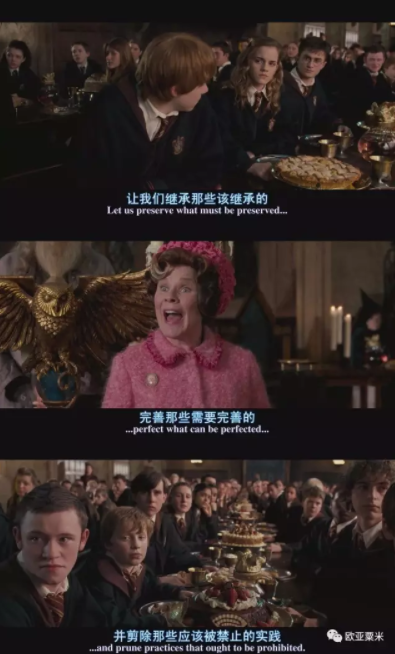 让我们继承那些该继承的
Let us preserve what must be preserved...
完善那些需要完善的
...perfect what can be perfected...
并剪除那些应该被禁止的实践
欧亚粟米
...and prune practices that ought to be prohibited.